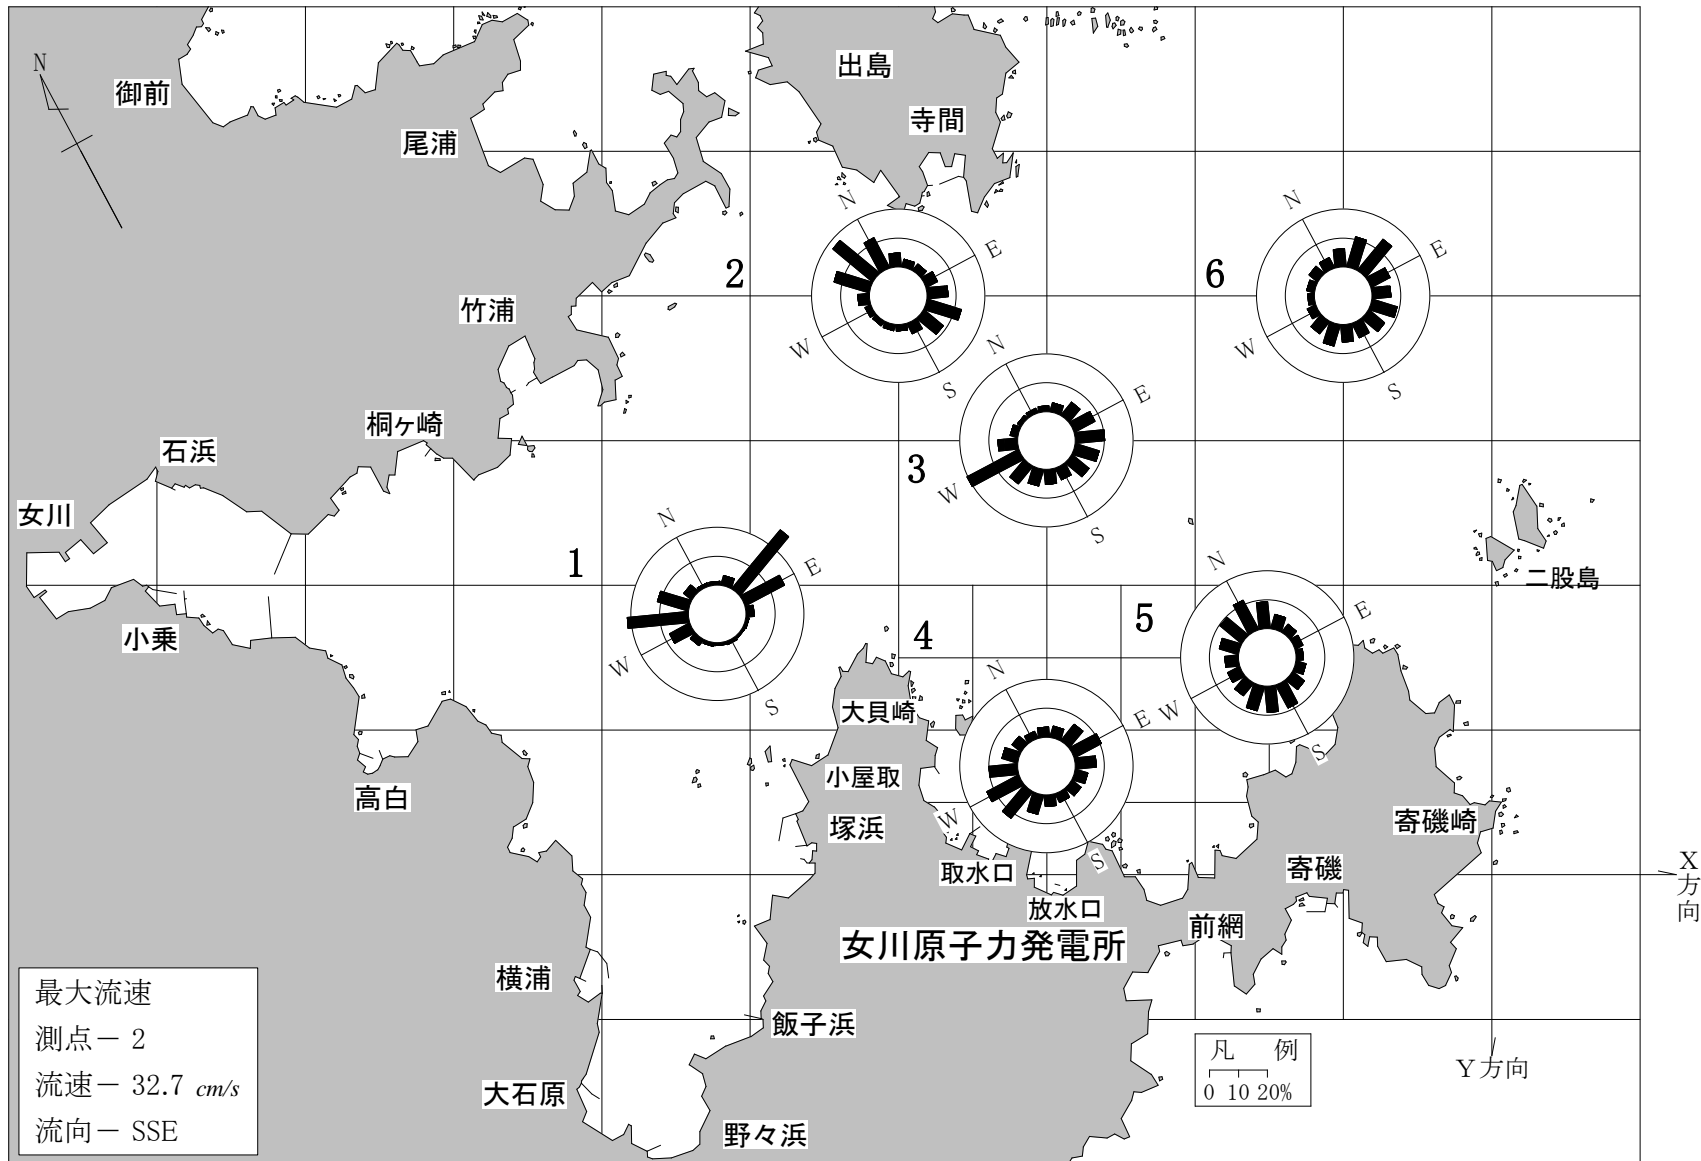 N
御前
尾浦
出島
寺間
竹浦
桐ヶ崎
石浜
女川
小乗
高白
横浦
大石原
野々浜
飯子浜
塚浜
小屋取
大貝崎
取水口
放水口
女川原子力発電所
前網
寄磯
寄磯崎
二股島
1
N
E
S
W
2
N
E
S
W
3
N
E
S
W
4
N
E
S
W
5
N
E
S
W
6
N
E
S
W
X方向
Y方向
最大流速
測点－ 2
流速－ 32.7 cm/s
流向－ SSE
凡 例
0 10 20%